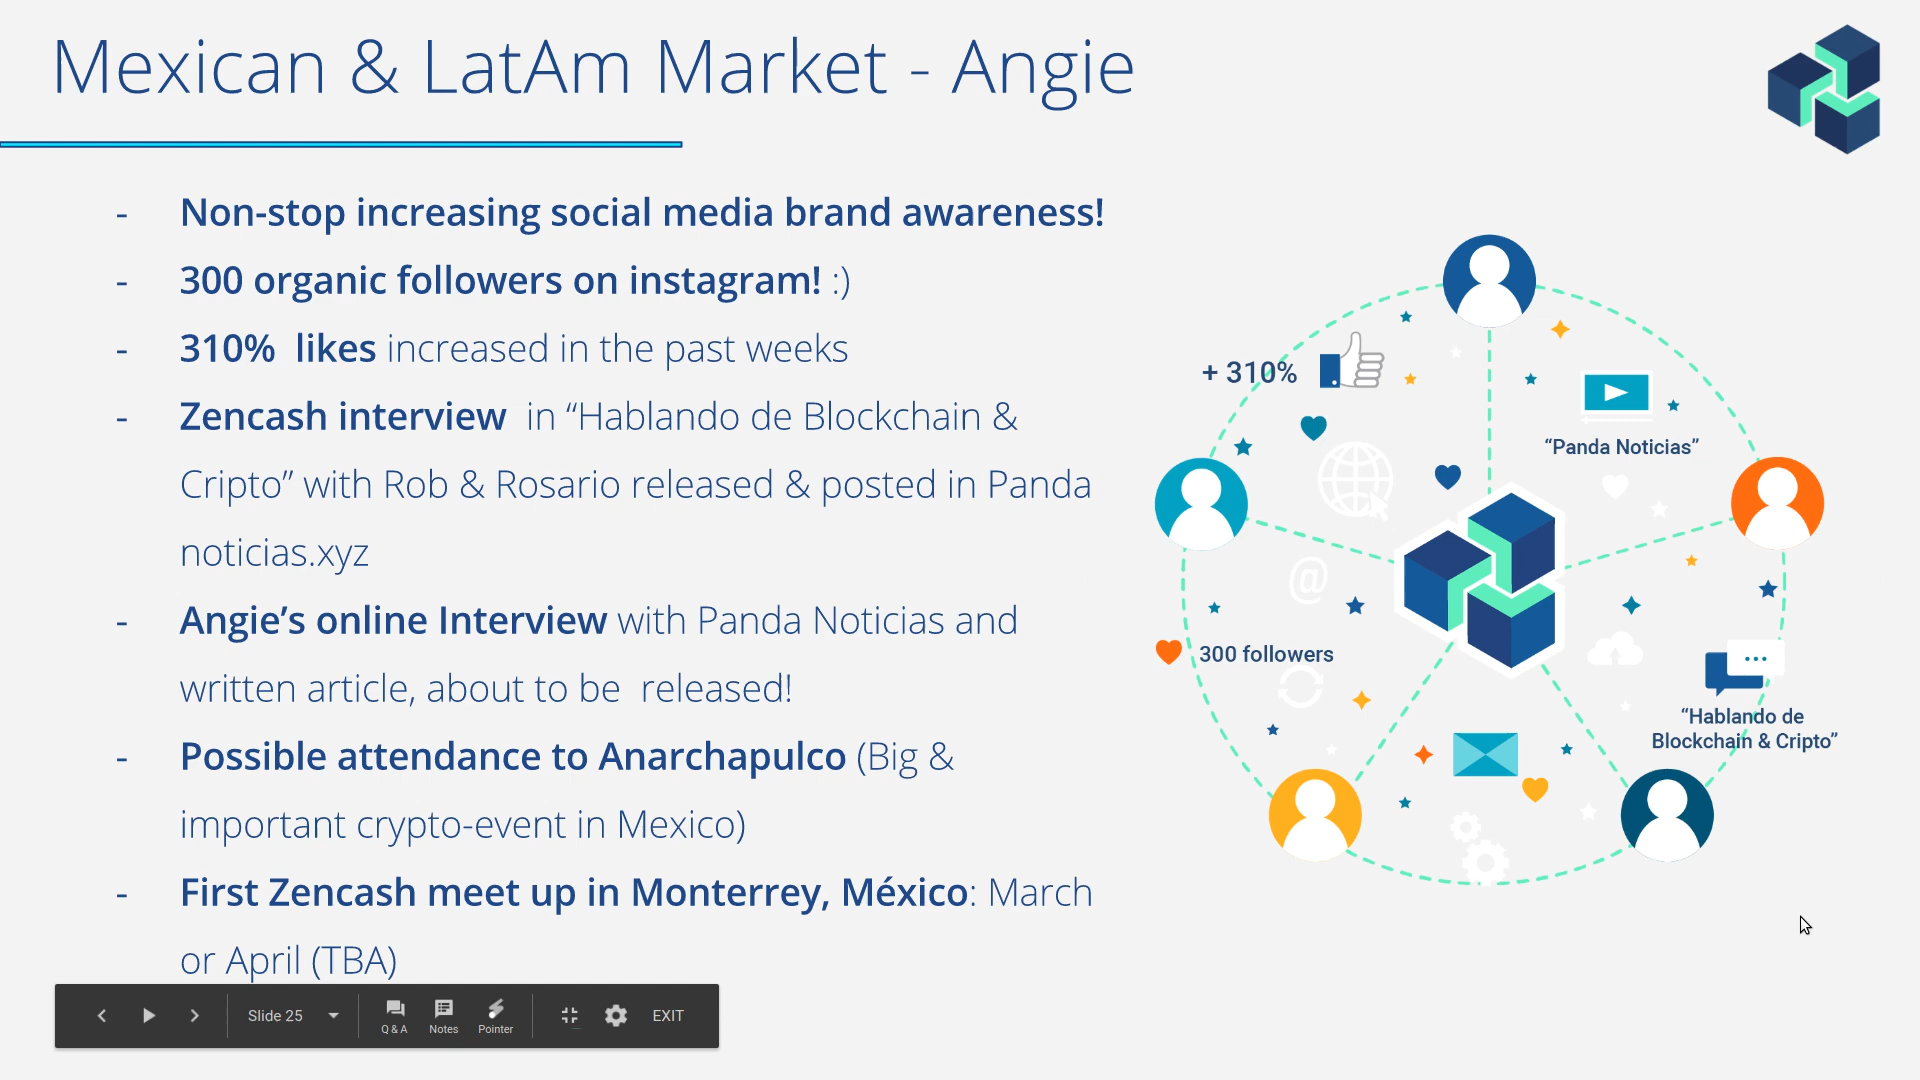 Mexican & LatAm Market - Angie
- Non-stop increasing social media brand awareness!
- 300 organic followers on instagram! :)
- 310%  likes increased in the past weeks
- Zencash interview  in “Hablando de Blockchain &
Cripto” with Rob & Rosario released & posted in Panda
noticias.xyz
- Angie’s online Interview with Panda Noticias and
written article, about to be  released!
- Possible attendance to Anarchapulco (Big &
important crypto-event in Mexico)
- First Zencash meet up in Monterrey, México: March
or April (TBA)
+ 310%
“Panda Noticias”
@
300 followers
“Hablando de
Blockchain & Cripto”
Slide 25
Q & A
Notes
Pointer
EXIT